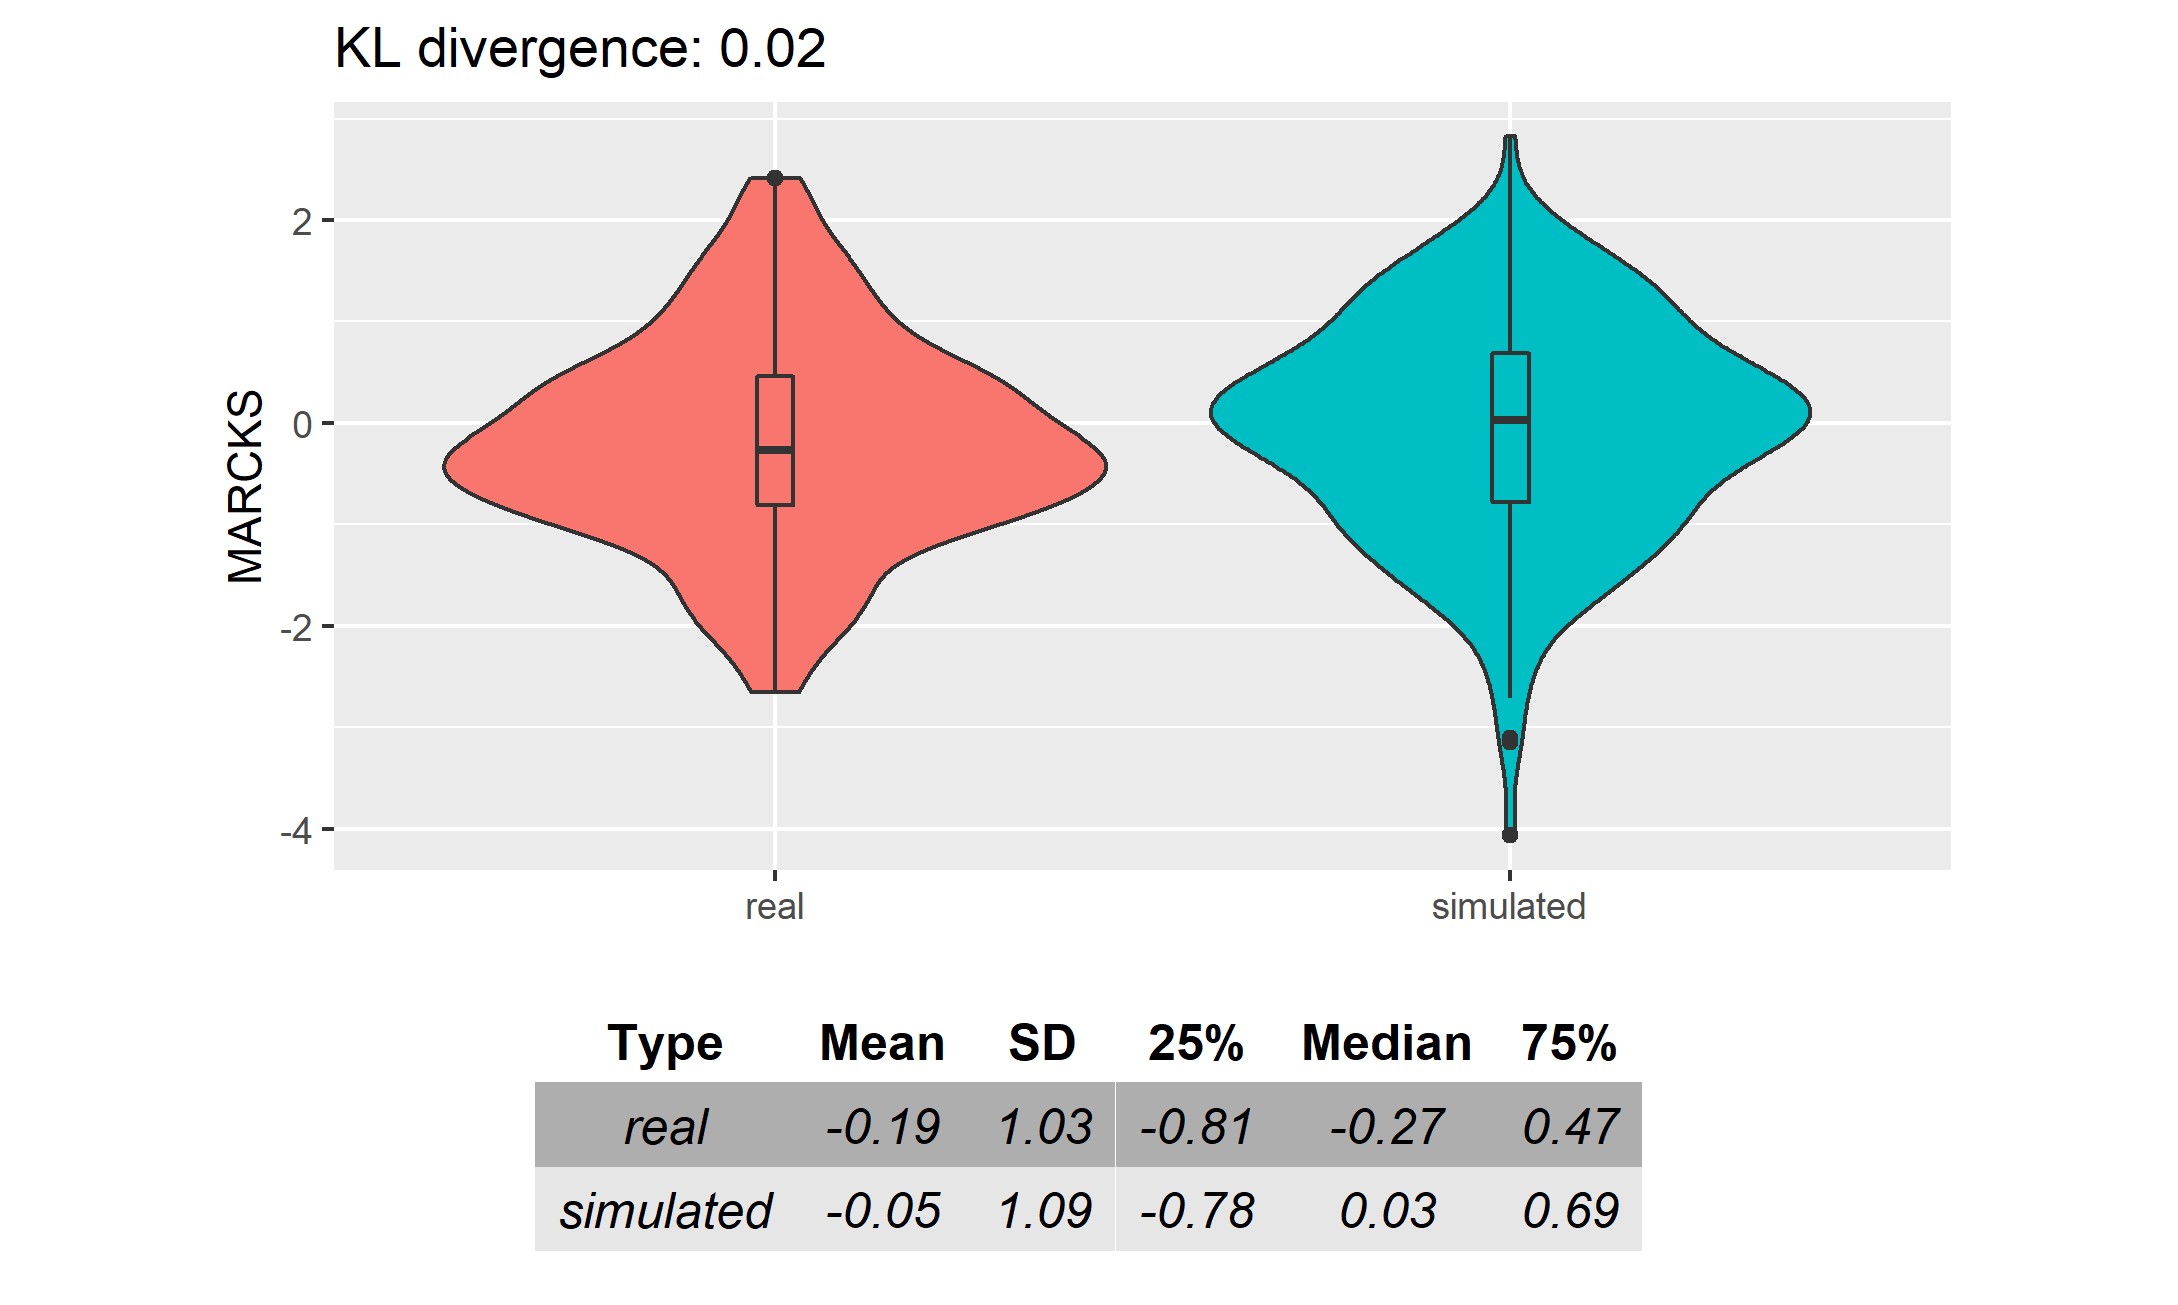 KL divergence: 0.02
MARCKS
2
0
-2
-4
real simulated
Type Mean SD 25% Median 75%
real -0.19 1.03 -0.81 -0.27 0.47
simulated -0.05 1.09 -0.78 0.03 0.69